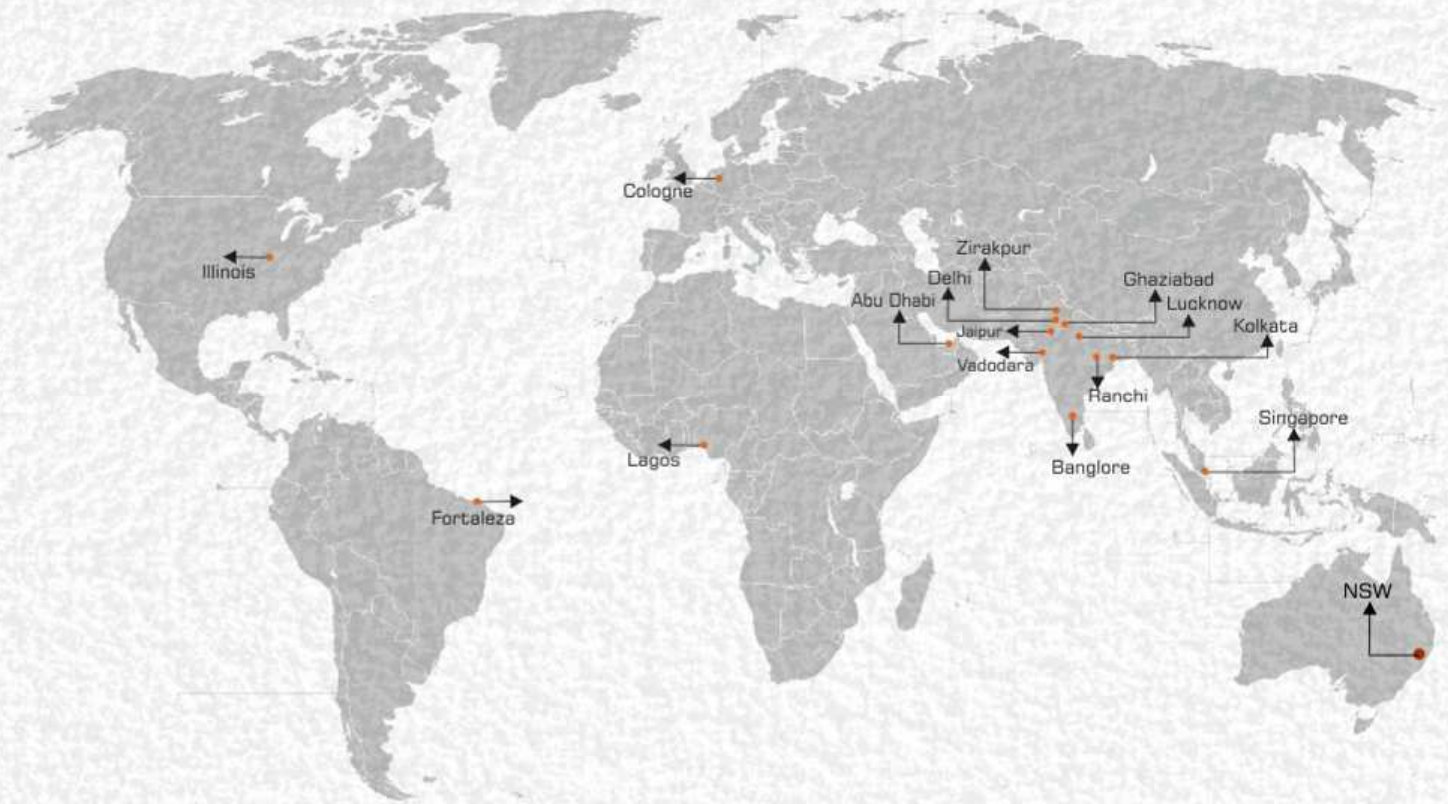 Cologne
Zirakpur
Illinois
Delhi
Ghaziabad
Abu Dhabi
Lucknow
Jaipur
Kolkata
Vadodara
Ranchi
Singapore
Lagos
Banglore
Fortaleza
NSW